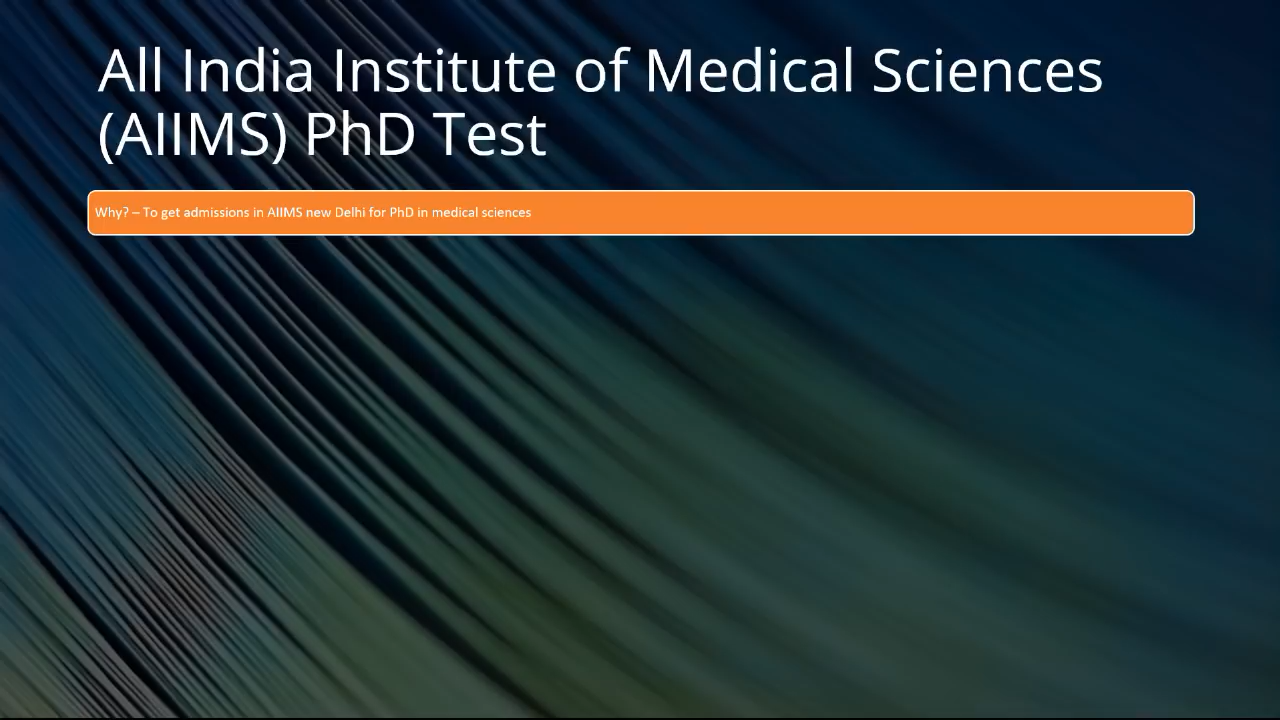 All India Institute of Medical Sciences
(AIIMS) PhD Test
Why? – To get admissions in AIIMS new Delhi for PhD in medical sciences